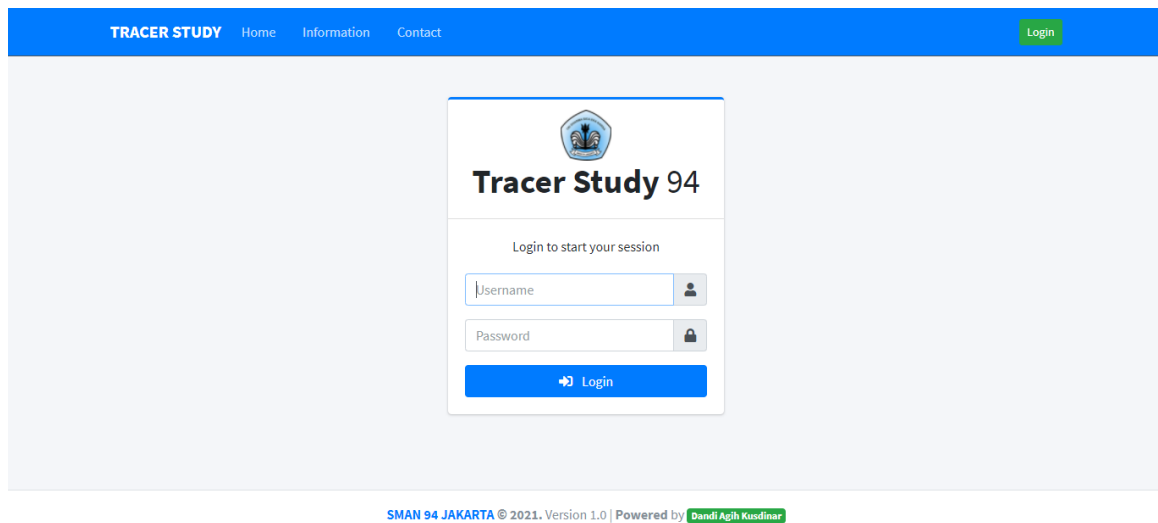 TRACER STUDY Home Information Contact Login
Tracer Study 94
Login to start your session
Username
Password
Login
SMAN 94 JAKARTA © 2021. Version 1.0 | Powered by Dandi Agih Kusdinar